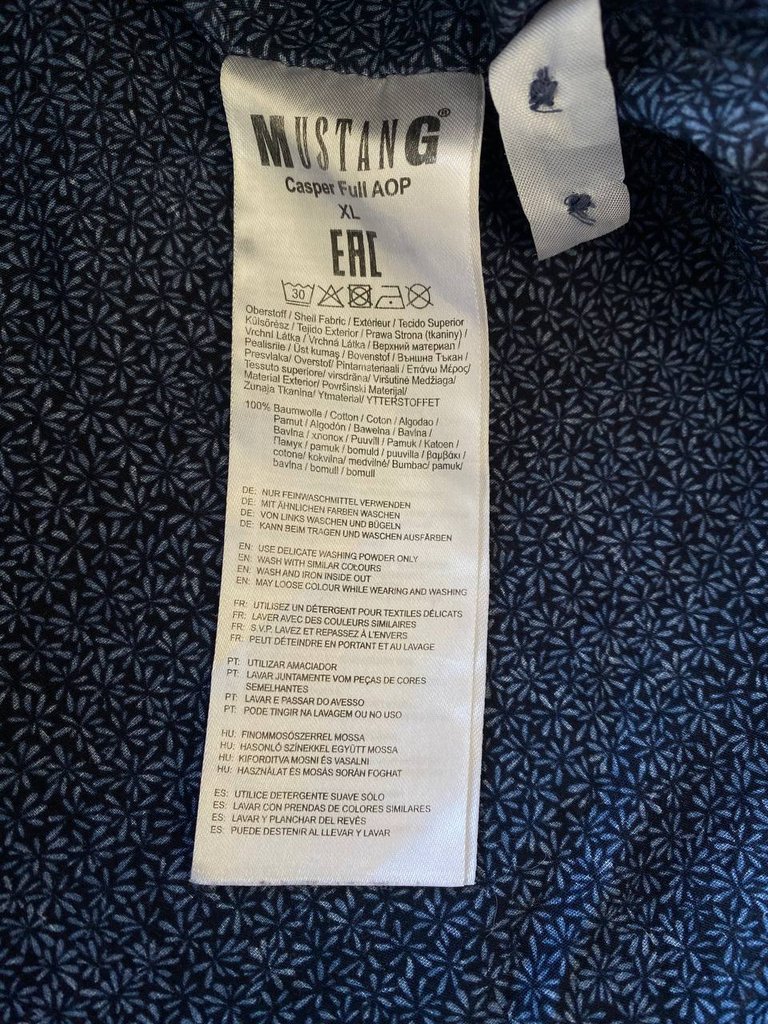 MUSTANG®
Casper Full AOP
XL
EAC
30
Oberstoff / Shell Fabric / Extérieur / Tecido Superior
Külsőrész / Tejido Exterior / Prawa Strona (tkaniny) /
Vrchní Látka / Vrchná Látka / Верхний материал /
Pealisriie / Üst kumaş / Bovenstof / Външна Тъкан /
Presvlaka/ Overstof/ Pintamateriaali / Επάνω Μέρος/
Tessuto superiore/ virsdrāna/ Viršutinė Medžiaga/
Material Exterior/ Površinski Materijal/
Zunaja Tkanina/ Ytmaterial/ YTTERSTOFFET
100% Baumwolle / Cotton / Coton / Algodao /
Pamut / Algodón / Bawelna / Bavlna /
Bavlna / хлопок / Puuvill / Pamuk / Katoen /
Памук / pamuk / bomuld / puuvilla / βαμβάκι /
cotone/ kokvilna/ medvilnė/ Bumbac/ pamuk/
bavlna / bomull / bomull
DE: NUR FEINWASCHMITTEL VERWENDEN
DE: MIT ÄHNLICHEN FARBEN WASCHEN
DE: VON LINKS WASCHEN UND BÜGELN
DE: KANN BEIM TRAGEN UND WASCHEN AUSFÄRBEN
EN: USE DELICATE WASHING POWDER ONLY
EN: WASH WITH SIMILAR COLOURS
EN: WASH AND IRON INSIDE OUT
EN: MAY LOOSE COLOUR WHILE WEARING AND WASHING
FR: UTILISEZ UN DÉTERGENT POUR TEXTILES DÉLICATS
FR: LAVER AVEC DES COULEURS SIMILAIRES
FR: S.V.P. LAVEZ ET REPASSEZ À L'ENVERS
FR: PEUT DÉTEINDRE EN PORTANT ET AU LAVAGE
PT: UTILIZAR AMACIADOR
PT: LAVAR JUNTAMENTE VOM PEÇAS DE CORES
SEMELHANTES
PT: LAVAR E PASSAR DO AVESSO
PT: PODE TINGIR NA LAVAGEM OU NO USO
HU: FINOMMOSÓSZERREL MOSSA
HU: HASONLÓ SZÍNEKKEL EGYÜTT MOSSA
HU: KIFORDITVA MOSNI ÉS VASALNI
HU: HASZNÁLAT ÉS MOSÁS SORÁN FOGHAT
ES: UTILICE DETERGENTE SUAVE SÓLO
ES: LAVAR CON PRENDAS DE COLORES SIMILARES
ES: LAVAR Y PLANCHAR DEL REVÉS
ES: PUEDE DESTENIR AL LLEVAR Y LAVAR